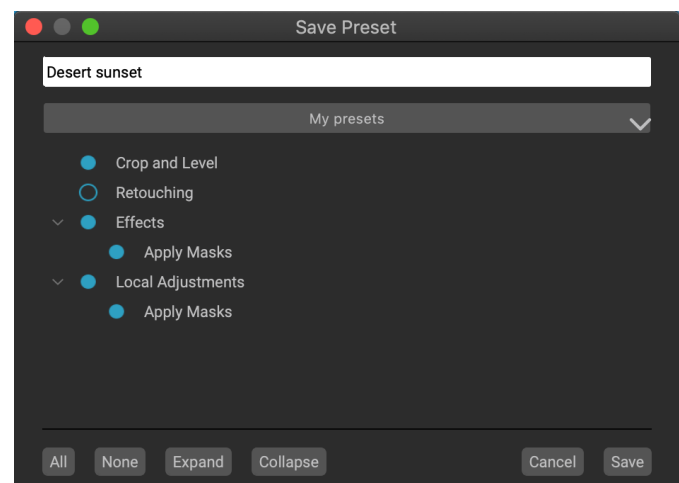 Save Preset
Desert sunset
My presets
Crop and Level
Retouching
Effects
Apply Masks
Local Adjustments
Apply Masks
All None Expand Collapse Cancel Save